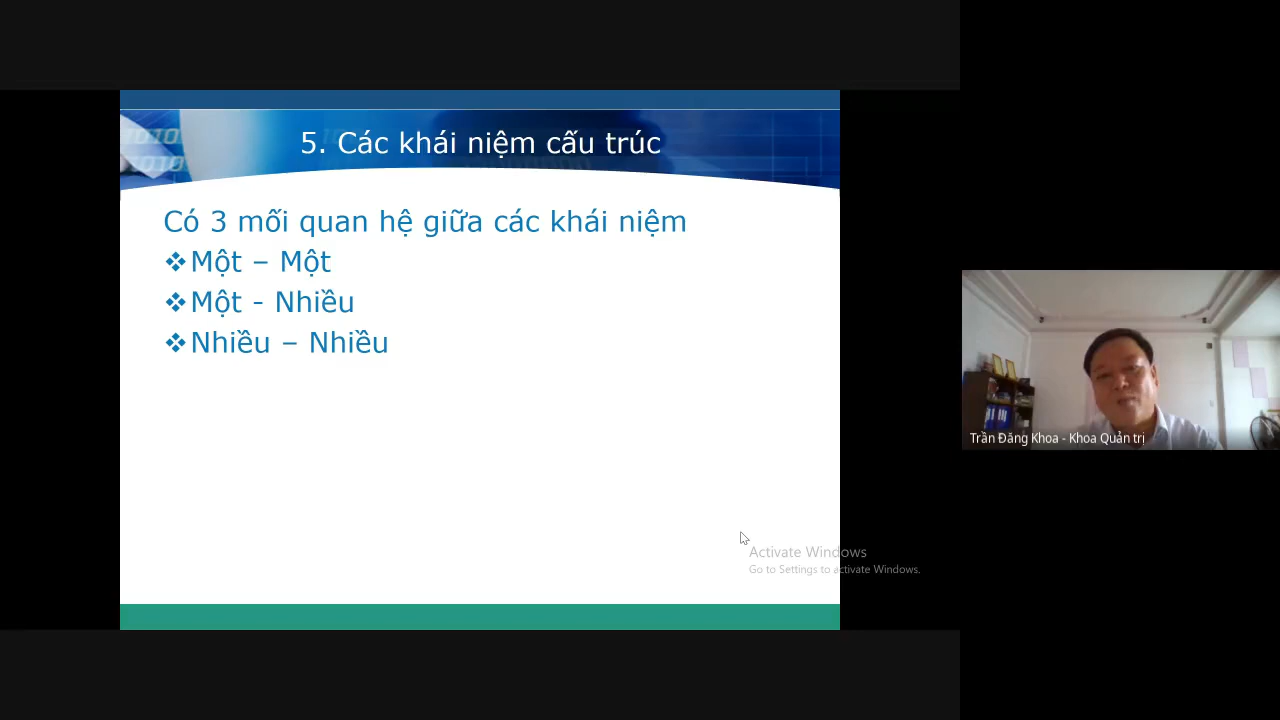 5. Các khái niệm cấu trúc
Có 3 mối quan hệ giữa các khái niệm
❖Một – Một
❖Một - Nhiều
❖Nhiều – Nhiều
Trần Đăng Khoa - Khoa Quản trị
Activate Windows
Go to Settings to activate Windows.